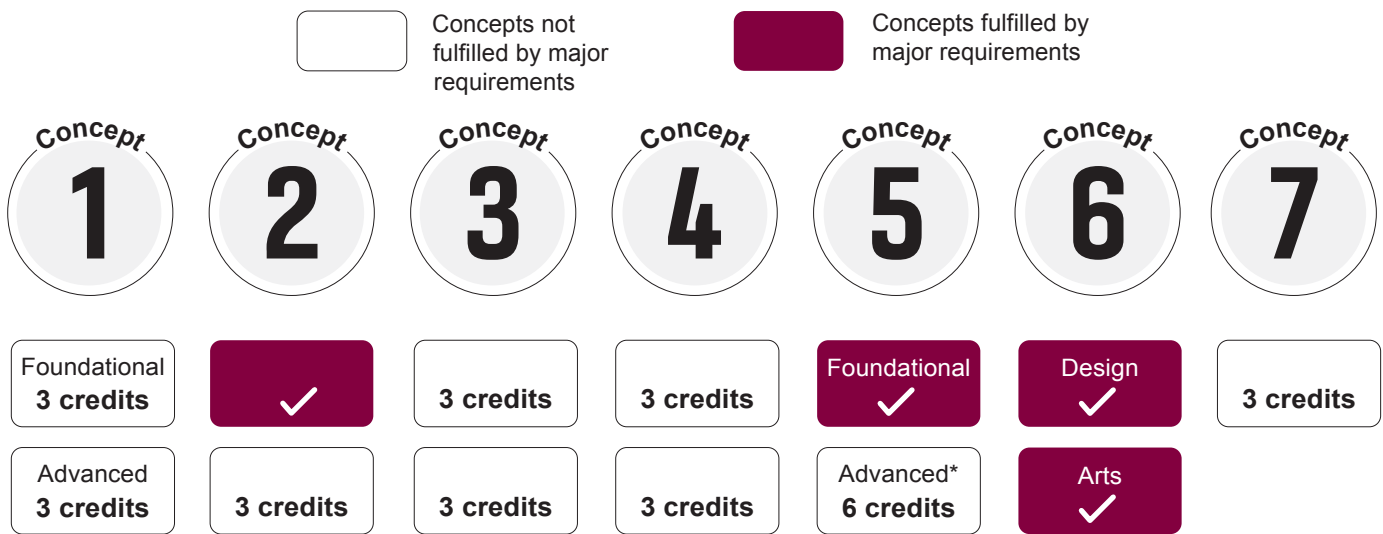 Concepts not
fulfilled by major
requirements
Concepts fulfilled by
major requirements
Concept
1
Concept
2
Concept
3
Concept
4
Concept
5
Concept
6
Concept
7
Foundational
3 credits
3 credits
3 credits
Foundational
Design
3 credits
Advanced
3 credits
3 credits
3 credits
3 credits
Advanced*
6 credits
Arts